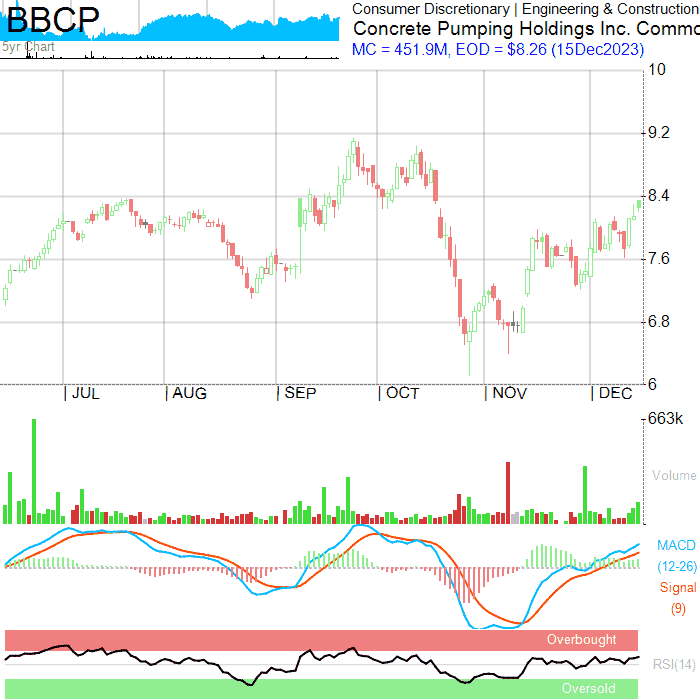 BBCP
5yr Chart
Consumer Discretionary | Engineering & Construction
Concrete Pumping Holdings Inc. Commo
MC = 451.9M, EOD = $8.26 (15Dec2023)
10
9.2
8.4
7.6
6.8
6
| JUL | AUG | SEP | OCT | NOV | DEC
663k
Volume
MACD
(12-26)
Signal
(9)
Overbought
RSI(14)
Oversold